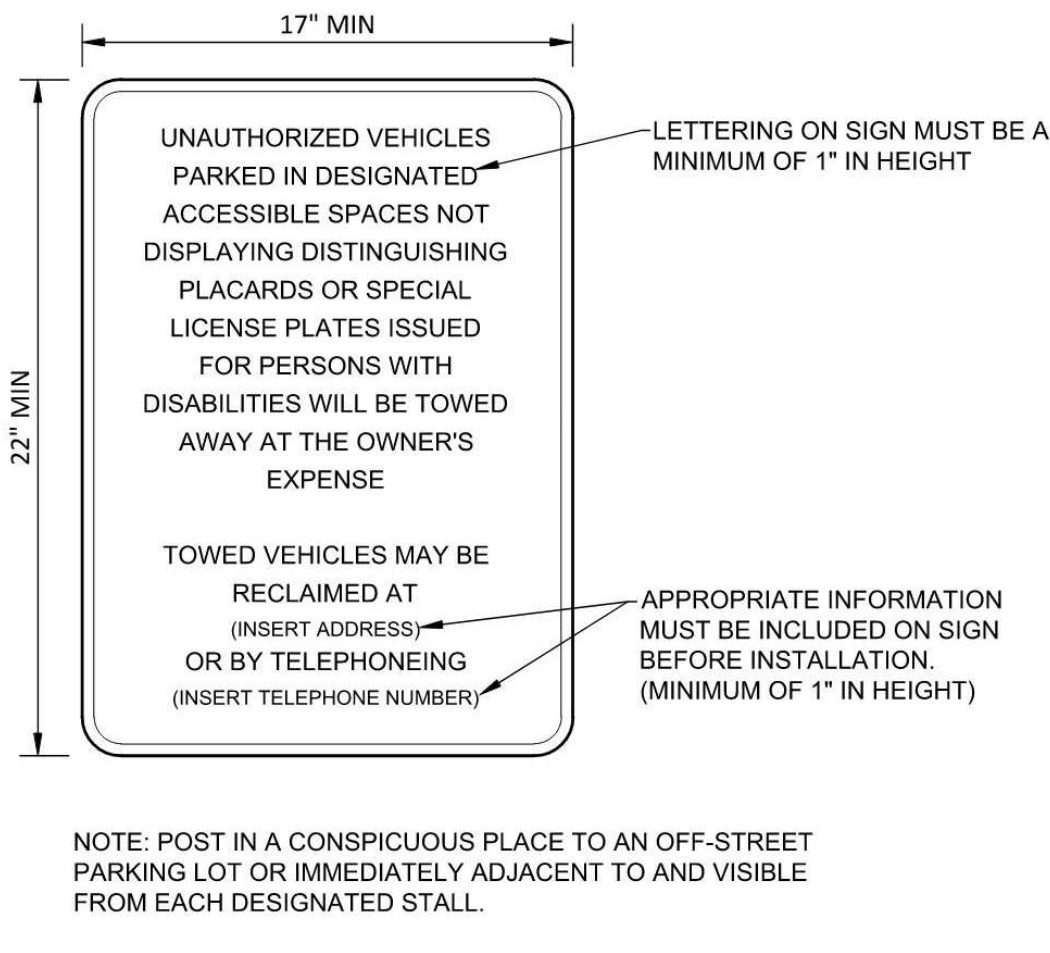 17" MIN
22" MIN
UNAUTHORIZED VEHICLES
PARKED IN DESIGNATED
ACCESSIBLE SPACES NOT
DISPLAYING DISTINGUISHING
PLACARDS OR SPECIAL
LICENSE PLATES ISSUED
FOR PERSONS WITH
DISABILITIES WILL BE TOWED
AWAY AT THE OWNER'S
EXPENSE
TOWED VEHICLES MAY BE
RECLAIMED AT
(INSERT ADDRESS)
OR BY TELEPHONEING
(INSERT TELEPHONE NUMBER)
LETTERING ON SIGN MUST BE A
MINIMUM OF 1" IN HEIGHT
APPROPRIATE INFORMATION
MUST BE INCLUDED ON SIGN
BEFORE INSTALLATION.
(MINIMUM OF 1" IN HEIGHT)
NOTE: POST IN A CONSPICUOUS PLACE TO AN OFF-STREET
PARKING LOT OR IMMEDIATELY ADJACENT TO AND VISIBLE
FROM EACH DESIGNATED STALL.